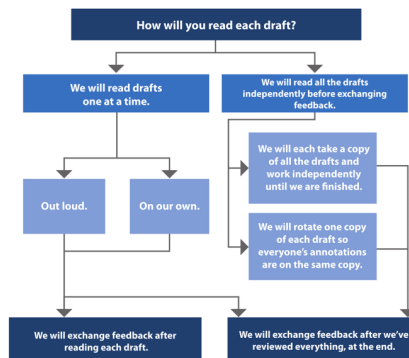 How will you read each draft?
We will read drafts
one at a time.
We will read all the drafts
independently before exchanging
feedback.
We will each take a copy
of all the drafts and
work independently
until we are finished.
Out loud.
On our own.
We will rotate one copy
of each draft so
everyone's annotations
are on the same copy.
We will exchange feedback after
reading each draft.
We will exchange feedback after we've
reviewed everything, at the end.